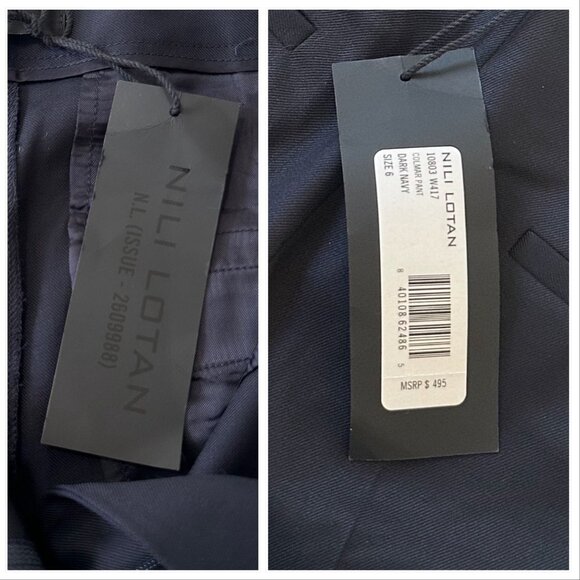 NILI LOTAN
N.L. (ISSUE - 2609988)
NILI LOTAN
10803 W417
COLMAR PANT
DARK NAVY
SIZE 6
8 40108 62486 5
MSRP $ 495